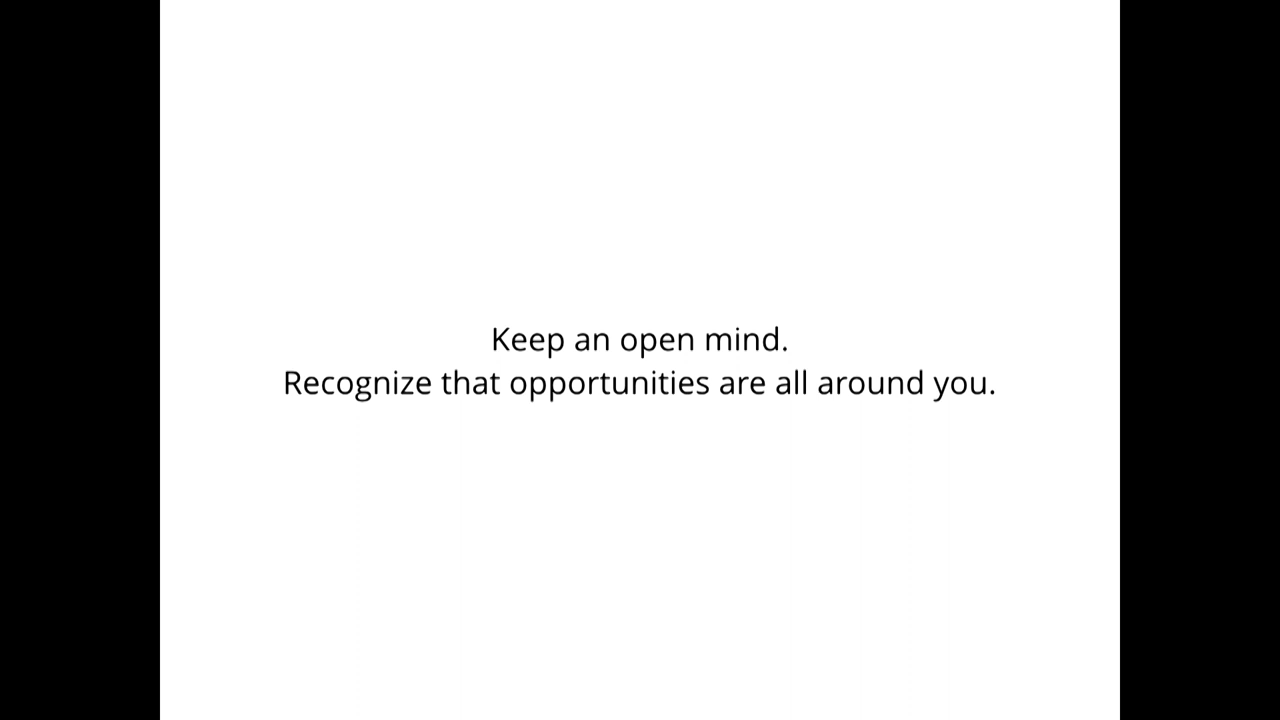 Keep an open mind.
Recognize that opportunities are all around you.